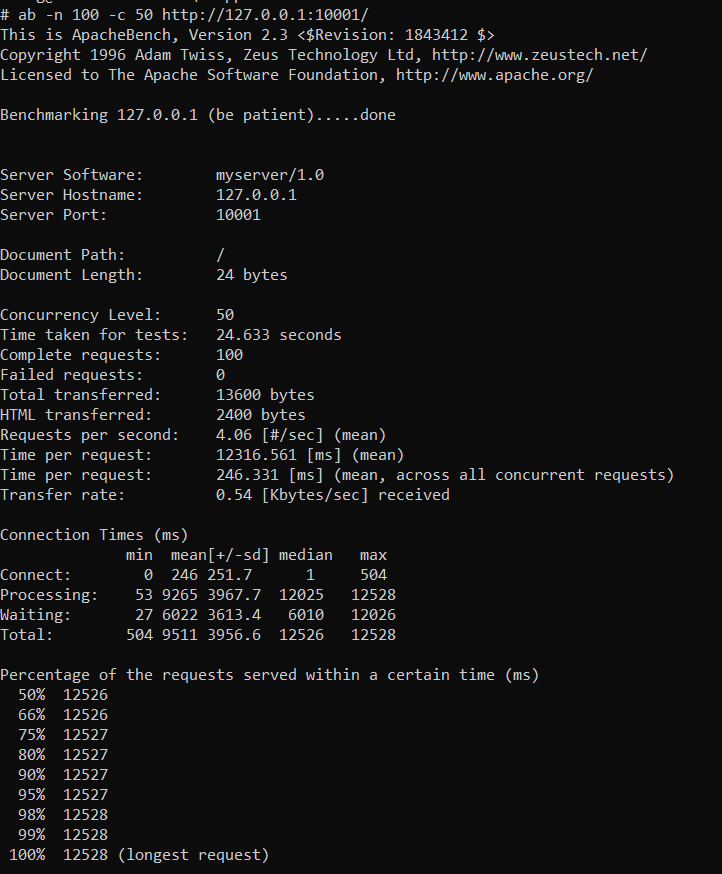 # ab -n 100 -c 50 http://127.0.0.1:10001/
This is ApacheBench, Version 2.3 <$Revision: 1843412 $>
Copyright 1996 Adam Twiss, Zeus Technology Ltd, http://www.zeustech.net/
Licensed to The Apache Software Foundation, http://www.apache.org/

Benchmarking 127.0.0.1 (be patient).....done


Server Software:        myserver/1.0
Server Hostname:        127.0.0.1
Server Port:            10001

Document Path:          /
Document Length:        24 bytes

Concurrency Level:      50
Time taken for tests:   24.633 seconds
Complete requests:      100
Failed requests:        0
Total transferred:      13600 bytes
HTML transferred:       2400 bytes
Requests per second:    4.06 [#/sec] (mean)
Time per request:       12316.561 [ms] (mean)
Time per request:       246.331 [ms] (mean, across all concurrent requests)
Transfer rate:          0.54 [Kbytes/sec] received

Connection Times (ms)
              min  mean[+/-sd] median   max
Connect:        0  246 251.7      1     504
Processing:    53 9265 3967.7  12025   12528
Waiting:       27 6022 3613.4   6010   12026
Total:        504 9511 3956.6  12526   12528

Percentage of the requests served within a certain time (ms)
  50%  12526
  66%  12526
  75%  12527
  80%  12527
  90%  12527
  95%  12527
  98%  12528
  99%  12528
 100%  12528 (longest request)